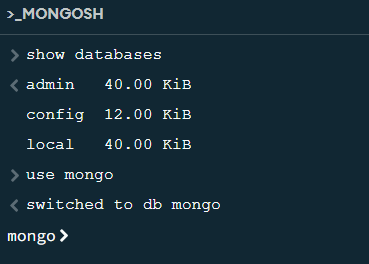 >_MONGOSH
> show databases
< admin   40.00 KiB
config  12.00 KiB
local   40.00 KiB
> use mongo
< switched to db mongo
mongo>